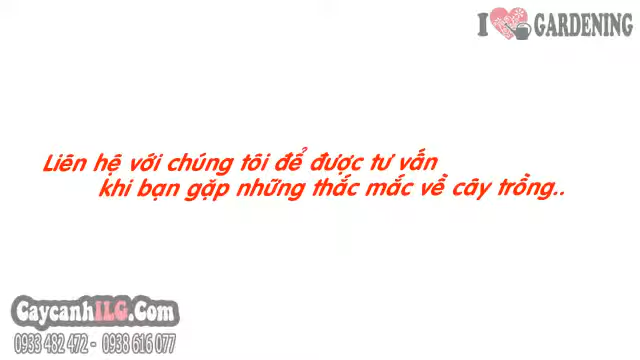 I GARDENING
Liên hệ với chúng tôi để được tư vấn
khi bạn gặp những thắc mắc về cây trồng..
CaycanhILG.Com
0933 482 472 - 0938 616 077